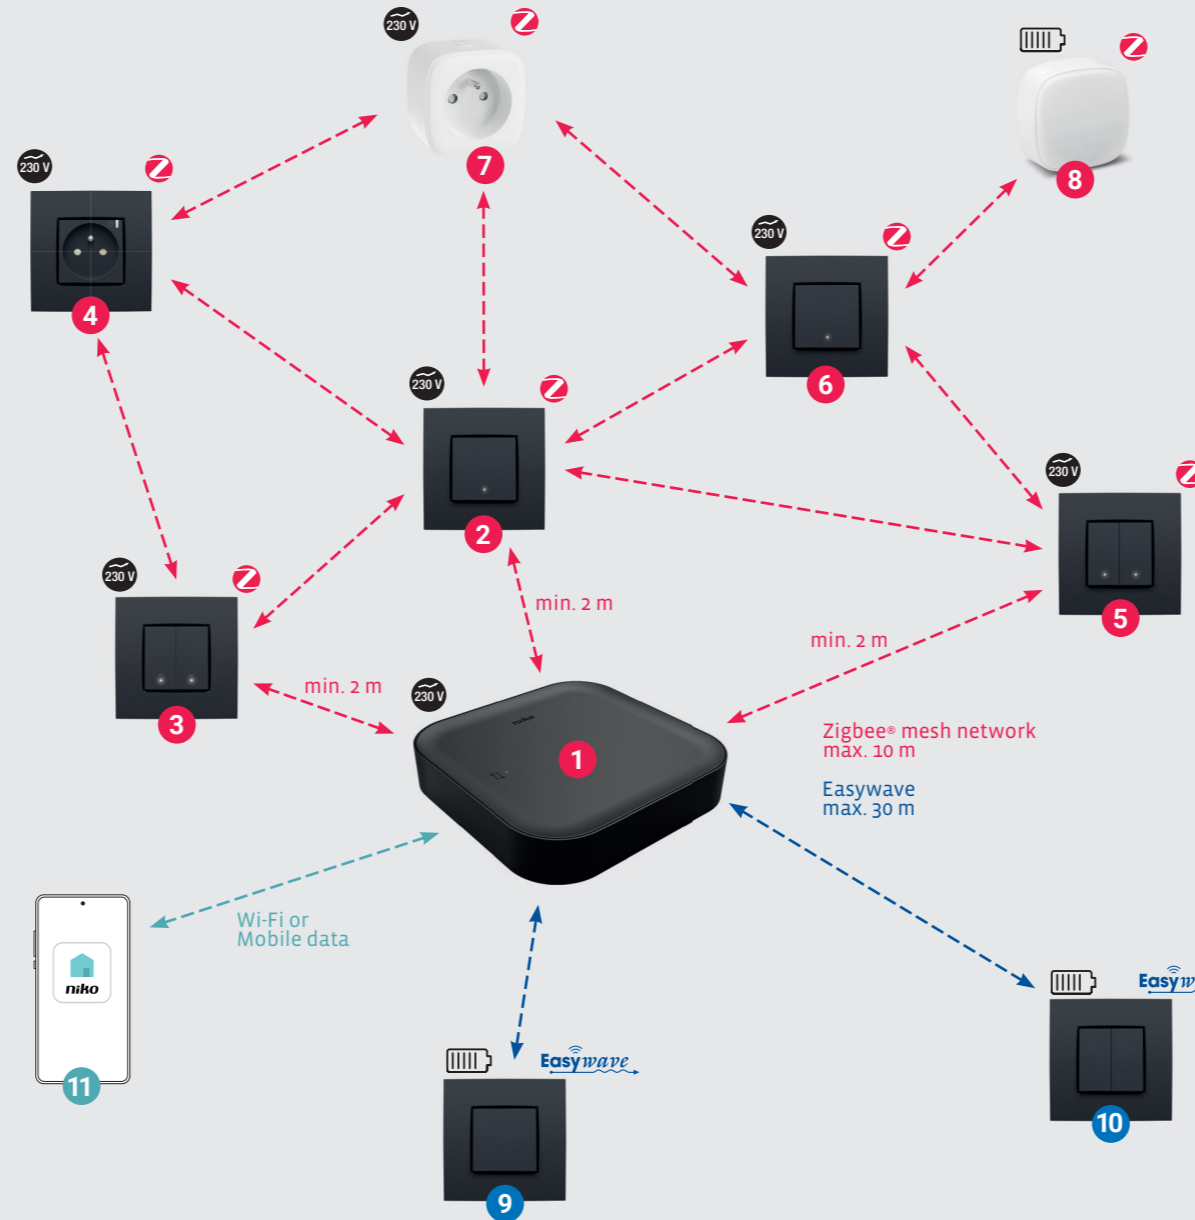 230 V
7
8
230 V
4
230 V
6
230 V
2
230 V
5
230 V
3
min. 2 m
min. 2 m
min. 2 m
230 V
niko
1
Zigbee® mesh network
max. 10 m
Easywave
max. 30 m
Wi-Fi or
Mobile data
niko
11
Easywave
9
Easyw
10